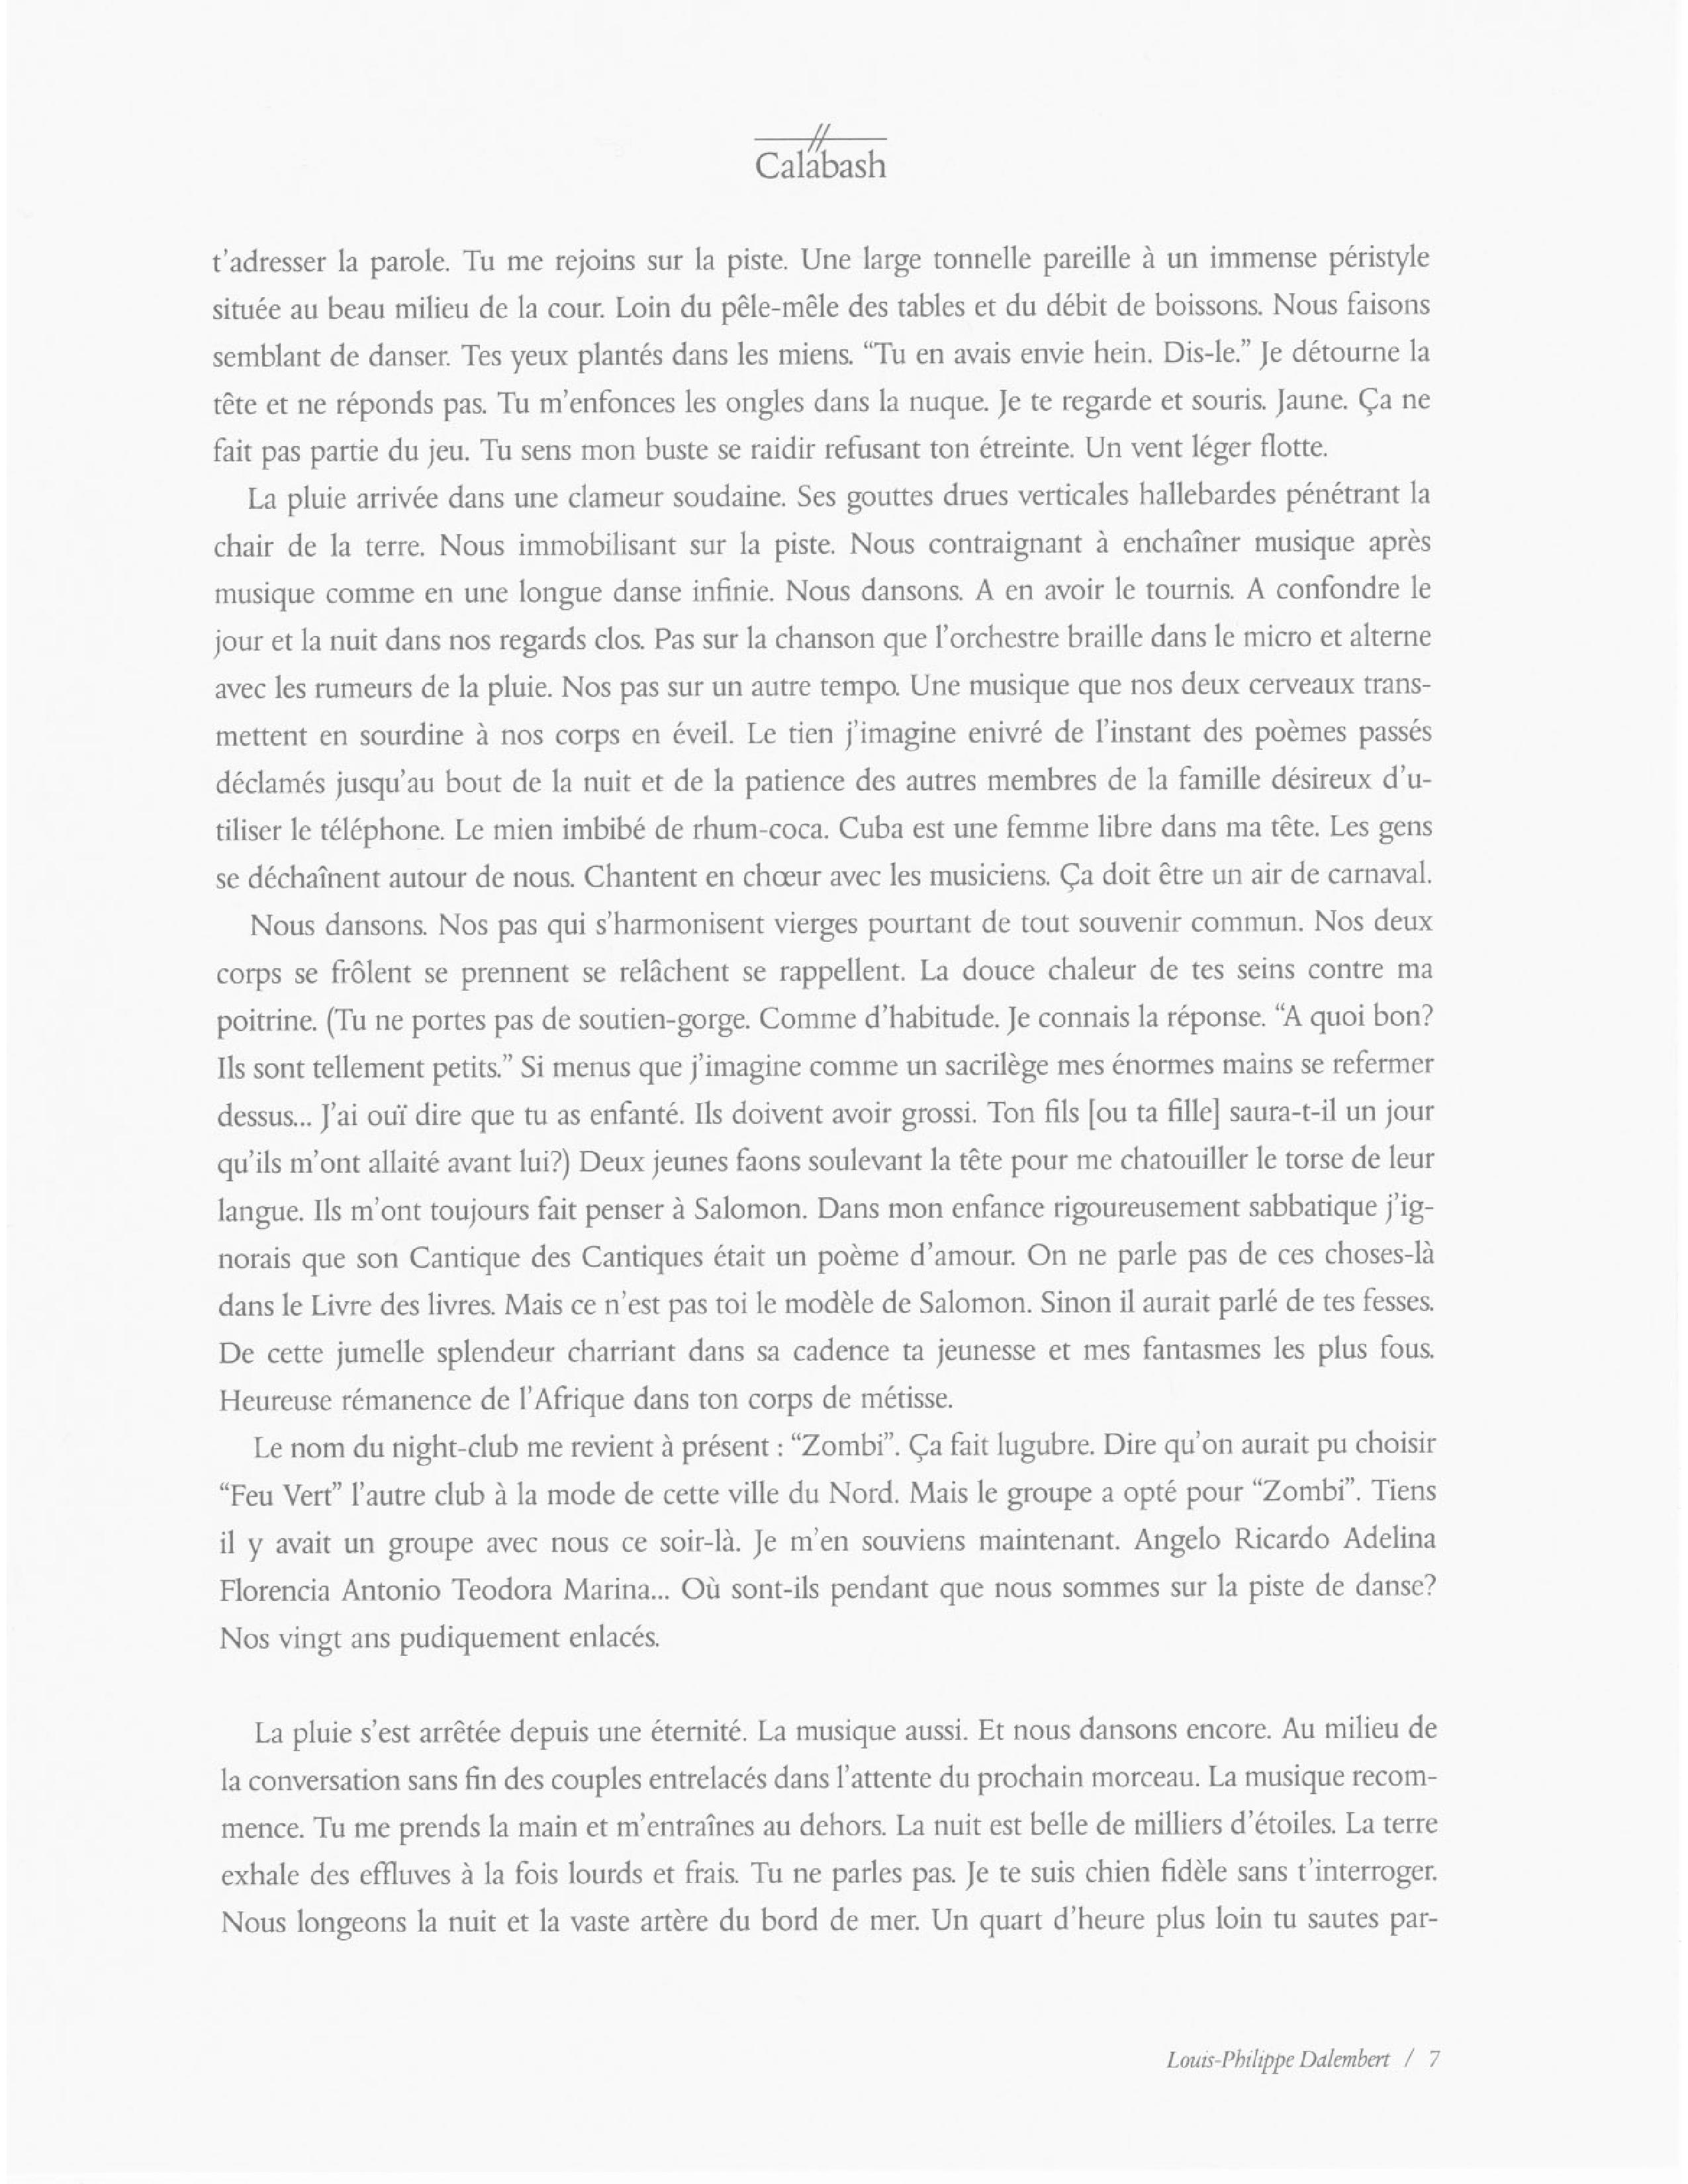 Calabash
t'adresser la parole. Tu me rejoins sur la piste. Une large tonnelle pareille à un immense péristyle
située au beau milieu de la cour. Loin du pêle-mêle des tables et du débit de boissons. Nous faisons
semblant de danser. Tes yeux plantés dans les miens. “Tu en avais envie hein. Dis-le.” Je détourne la
tête et ne réponds pas. Tu m'enfonces les ongles dans la nuque. Je te regarde et souris. Jaune. Ça ne
fait pas partie du jeu. Tu sens mon buste se raidir refusant ton étreinte. Un vent léger flotte.
La pluie arrivée dans une clameur soudaine. Ses gouttes drues verticales hallebardes pénétrant la
chair de la terre. Nous immobilisant sur la piste. Nous contraignant à enchaîner musique après
musique comme en une longue danse infinie. Nous dansons. A en avoir le tournis. A confondre le
jour et la nuit dans nos regards clos. Pas sur la chanson que l'orchestre braille dans le micro et alterne
avec les rumeurs de la pluie. Nos pas sur un autre tempo. Une musique que nos deux cerveaux trans-
mettent en sourdine à nos corps en éveil. Le tien j'imagine enivré de l'instant des poèmes passés
déclamés jusqu'au bout de la nuit et de la patience des autres membres de la famille désireux d'u-
tiliser le téléphone. Le mien imbibé de rhum-coca. Cuba est une femme libre dans ma tête. Les gens
se déchaînent autour de nous. Chantent en chœur avec les musiciens. Ça doit être un air de carnaval.
Nous dansons. Nos pas qui s'harmonisent vierges pourtant de tout souvenir commun. Nos deux
corps se frôlent se prennent se relâchent se rappellent. La douce chaleur de tes seins contre ma
poitrine. (Tu ne portes pas de soutien-gorge. Comme d'habitude. Je connais la réponse. “A quoi bon?
Ils sont tellement petits.” Si menus que j'imagine comme un sacrilège mes énormes mains se refermer
dessus... J'ai ouï dire que tu as enfanté. Ils doivent avoir grossi. Ton fils [ou ta fille] saura-t-il un jour
qu'ils m'ont allaité avant lui?) Deux jeunes faons soulevant la tête pour me chatouiller le torse de leur
langue. Ils m'ont toujours fait penser à Salomon. Dans mon enfance rigoureusement sabbatique j'ig-
norais que son Cantique des Cantiques était un poème d'amour. On ne parle pas de ces choses-là
dans le Livre des livres. Mais ce n'est pas toi le modèle de Salomon. Sinon il aurait parlé de tes fesses.
De cette jumelle splendeur charriant dans sa cadence ta jeunesse et mes fantasmes les plus fous.
Heureuse rémanence de l'Afrique dans ton corps de métisse.
Le nom du night-club me revient à présent : “Zombi”. Ça fait lugubre. Dire qu'on aurait pu choisir
“Feu Vert” l'autre club à la mode de cette ville du Nord. Mais le groupe a opté pour “Zombi”. Tiens
il y avait un groupe avec nous ce soir-là. Je m'en souviens maintenant. Angelo Ricardo Adelina
Florencia Antonio Teodora Marina... Où sont-ils pendant que nous sommes sur la piste de danse?
Nos vingt ans pudiquement enlacés.
La pluie s'est arrêtée depuis une éternité. La musique aussi. Et nous dansons encore. Au milieu de
la conversation sans fin des couples entrelacés dans l'attente du prochain morceau. La musique recom-
mence. Tu me prends la main et m'entraînes au dehors. La nuit est belle de milliers d'étoiles. La terre
exhale des effluves à la fois lourds et frais. Tu ne parles pas. Je te suis chien fidèle sans t'interroger.
Nous longeons la nuit et la vaste artère du bord de mer. Un quart d'heure plus loin tu sautes par-
Louis-Philippe Dalembert / 7